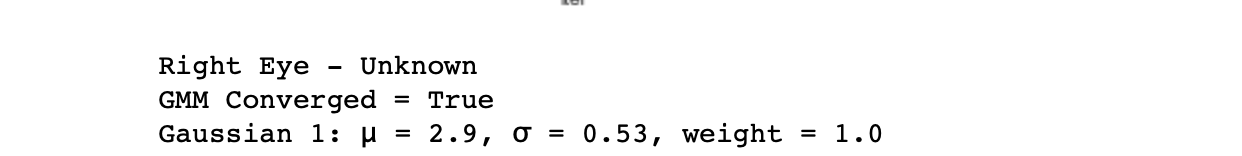 Right Eye - Unknown
GMM Converged = True
Gaussian 1: μ = 2.9, σ = 0.53, weight = 1.0